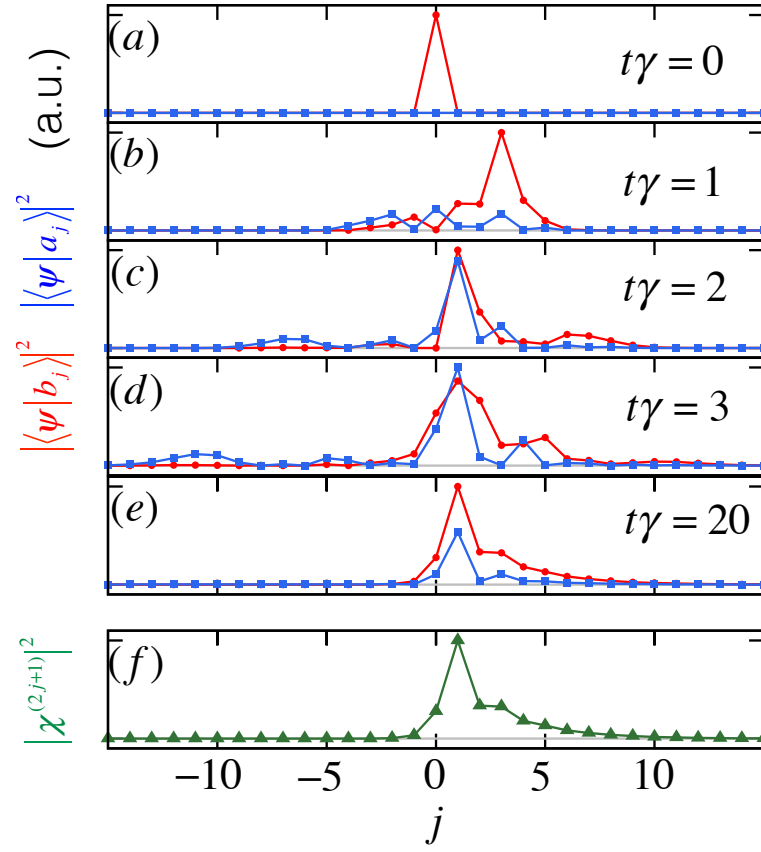 (a.u.)
|⟨ψ|a_j⟩|²
|⟨ψ|b_j⟩|²
|χ^(2j+1)|²
(a) tγ = 0
(b) tγ = 1
(c) tγ = 2
(d) tγ = 3
(e) tγ = 20
(f)
−10 −5 0 5 10
j